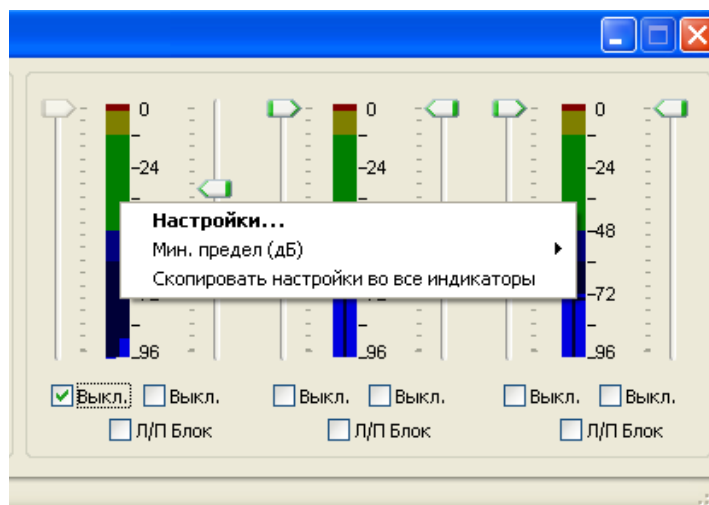 0 0 0
-24 -24 -24
Настройки...
-48
Мин. предел (дБ)
Скопировать настройки во все индикаторы
-72
-96 -96 -96
Выкл. Выкл. Выкл. Выкл. Выкл. Выкл.
Л/П Блок Л/П Блок Л/П Блок